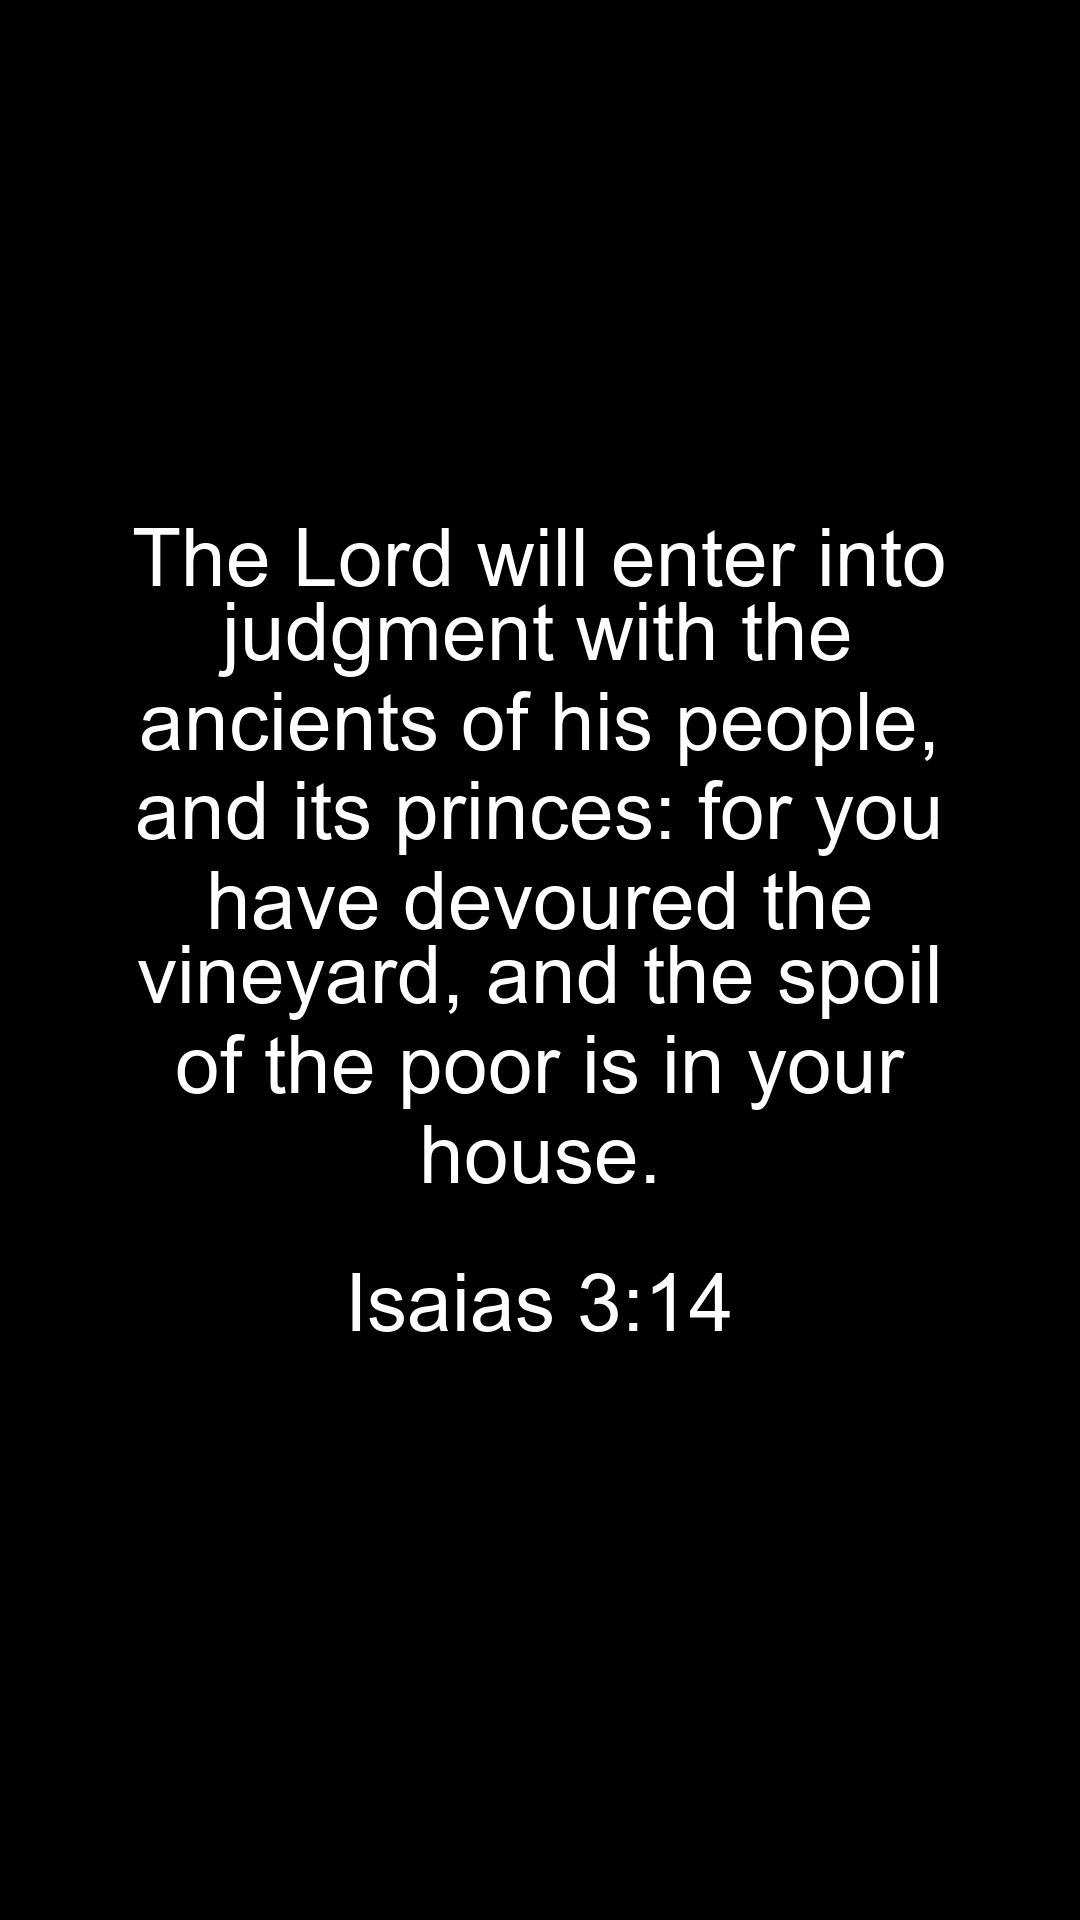 The Lord will enter into
judgment with the
ancients of his people,
and its princes: for you
have devoured the
vineyard, and the spoil
of the poor is in your
house.
Isaias 3:14